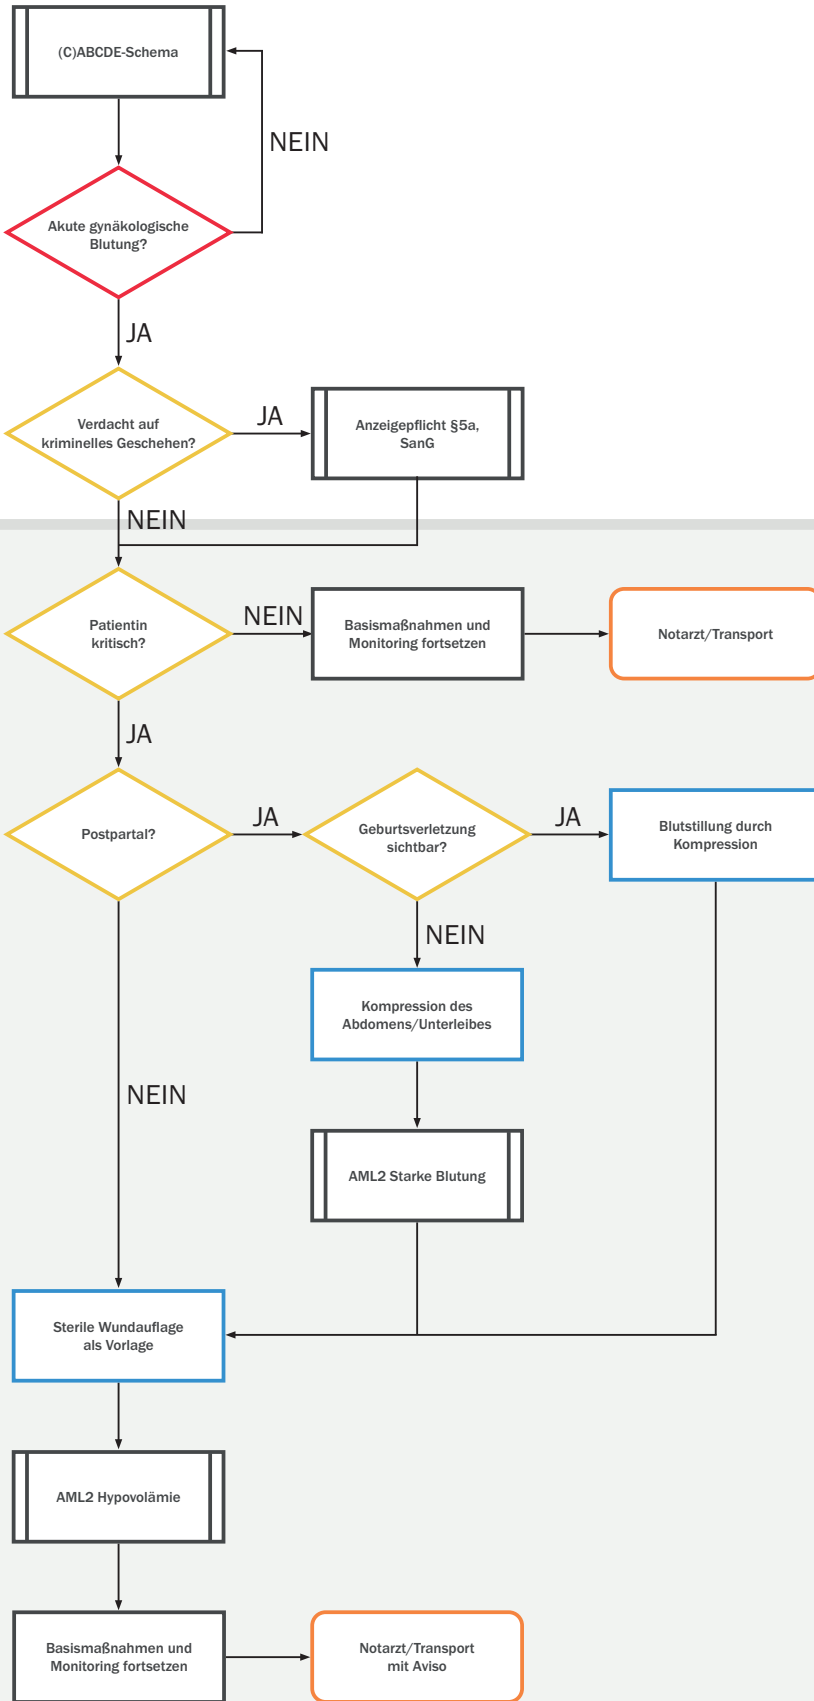 (C)ABCDE-Schema
NEIN
Akute gynäkologische
Blutung?
JA
Verdacht auf
kriminelles Geschehen?
JA
Anzeigepflicht §5a,
SanG
NEIN
Patientin
kritisch?
NEIN
Basismaßnahmen und
Monitoring fortsetzen
Notarzt/Transport
JA
Postpartal?
JA
Geburtsverletzung
sichtbar?
JA
Blutstillung durch
Kompression
NEIN
Kompression des
Abdomens/Unterleibes
NEIN
AML2 Starke Blutung
Sterile Wundauflage
als Vorlage
AML2 Hypovolämie
Basismaßnahmen und
Monitoring fortsetzen
Notarzt/Transport
mit Aviso